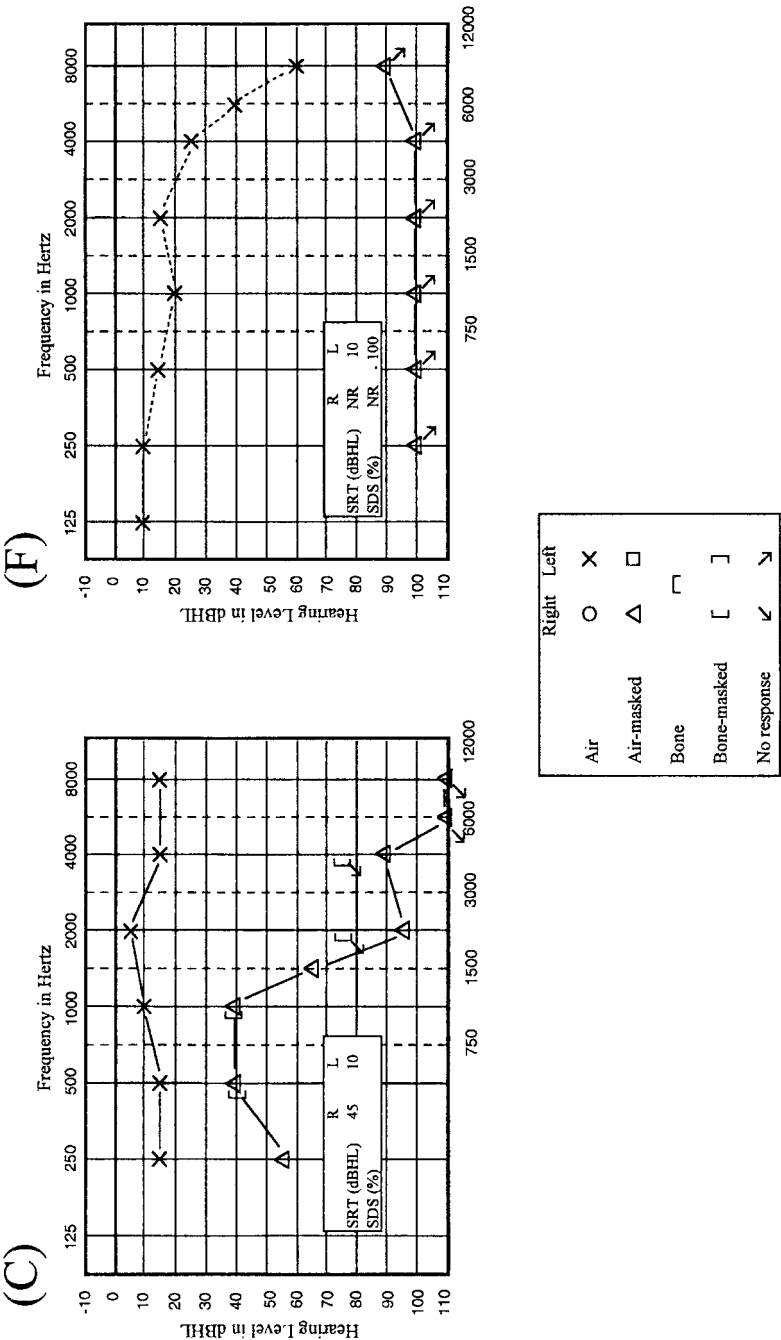 (C)
Frequency in Hertz
125 250 500 1000 2000 4000 8000
-10
0
10
20
30
40
50
60
70
80
90
100
110
Hearing Level in dBHL
R L
SRT (dBHL) 45 10
SDS (%)
750 1500 3000 6000 12000
(F)
Frequency in Hertz
125 250 500 1000 2000 4000 8000
-10
0
10
20
30
40
50
60
70
80
90
100
110
Hearing Level in dBHL
R L
SRT (dBHL) NR 10
SDS (%) NR . 100
750 1500 3000 6000 12000
Right Left
Air
Air-masked
Bone
Bone-masked
No response